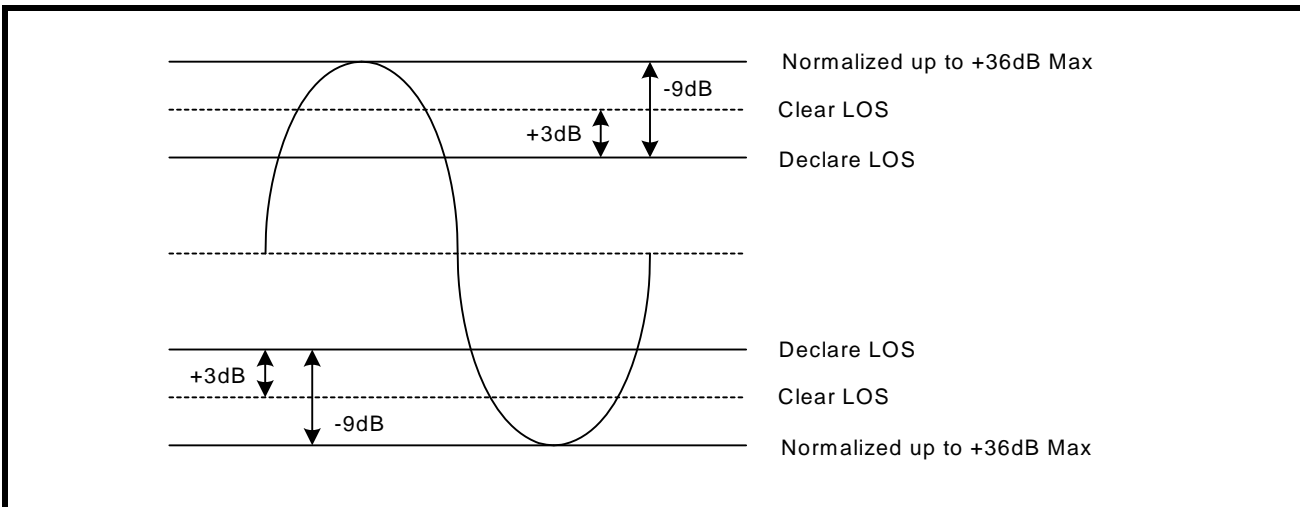 Normalized up to +36dB Max
-9dB
Clear LOS
+3dB
Declare LOS
Declare LOS
+3dB
Clear LOS
-9dB
Normalized up to +36dB Max